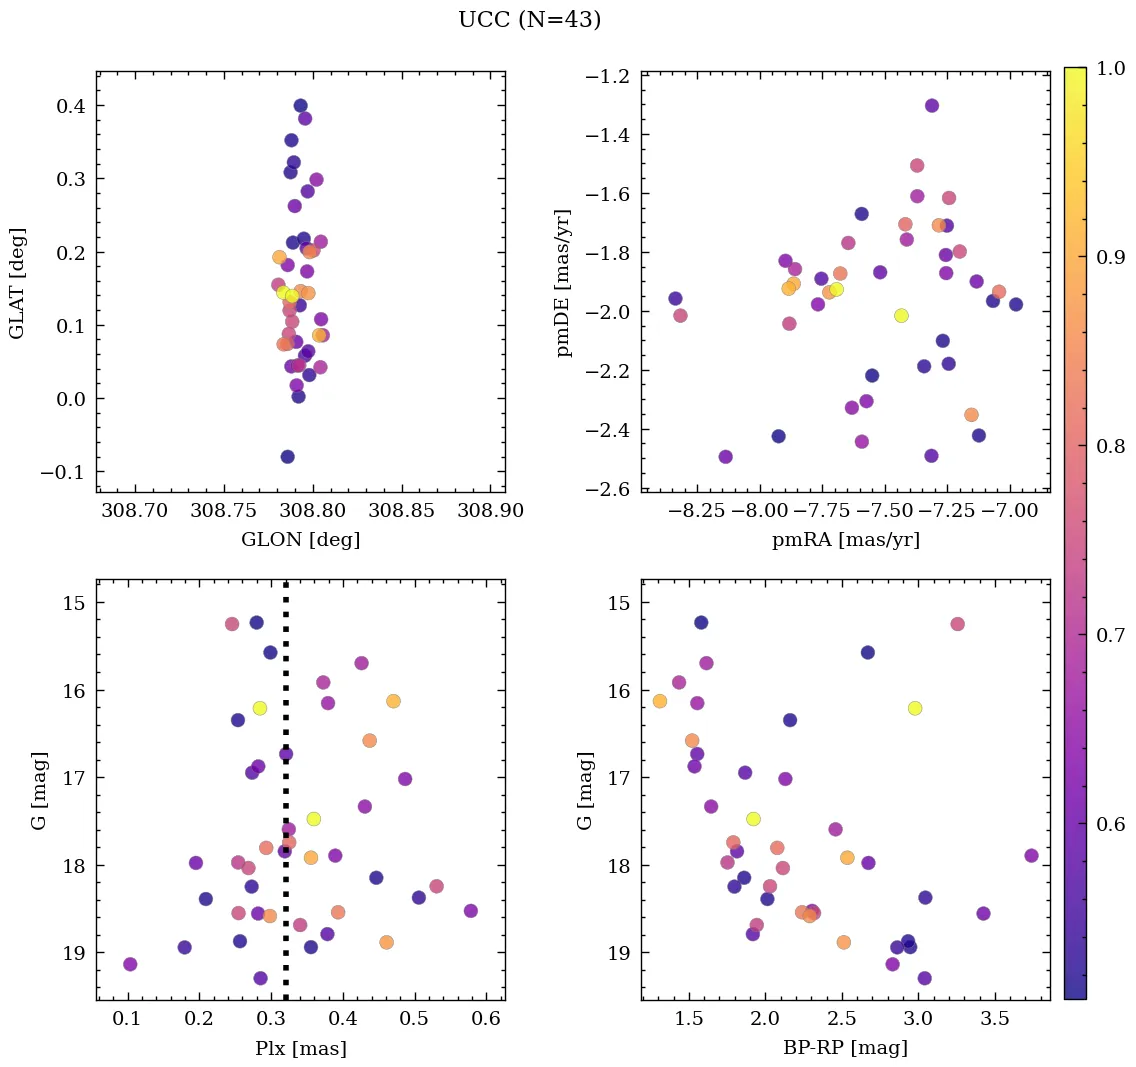 UCC (N=43)
0.4
0.3
0.2
0.1
0.0
−0.1
GLAT [deg]
308.70 308.75 308.80 308.85 308.90
GLON [deg]
−1.2
−1.4
−1.6
−1.8
−2.0
−2.2
−2.4
−2.6
pmDE [mas/yr]
−8.25 −8.00 −7.75 −7.50 −7.25 −7.00
pmRA [mas/yr]
1.0
0.9
0.8
0.7
0.6
15
16
17
18
19
G [mag]
0.1 0.2 0.3 0.4 0.5 0.6
Plx [mas]
15
16
17
18
19
G [mag]
1.5 2.0 2.5 3.0 3.5
BP-RP [mag]